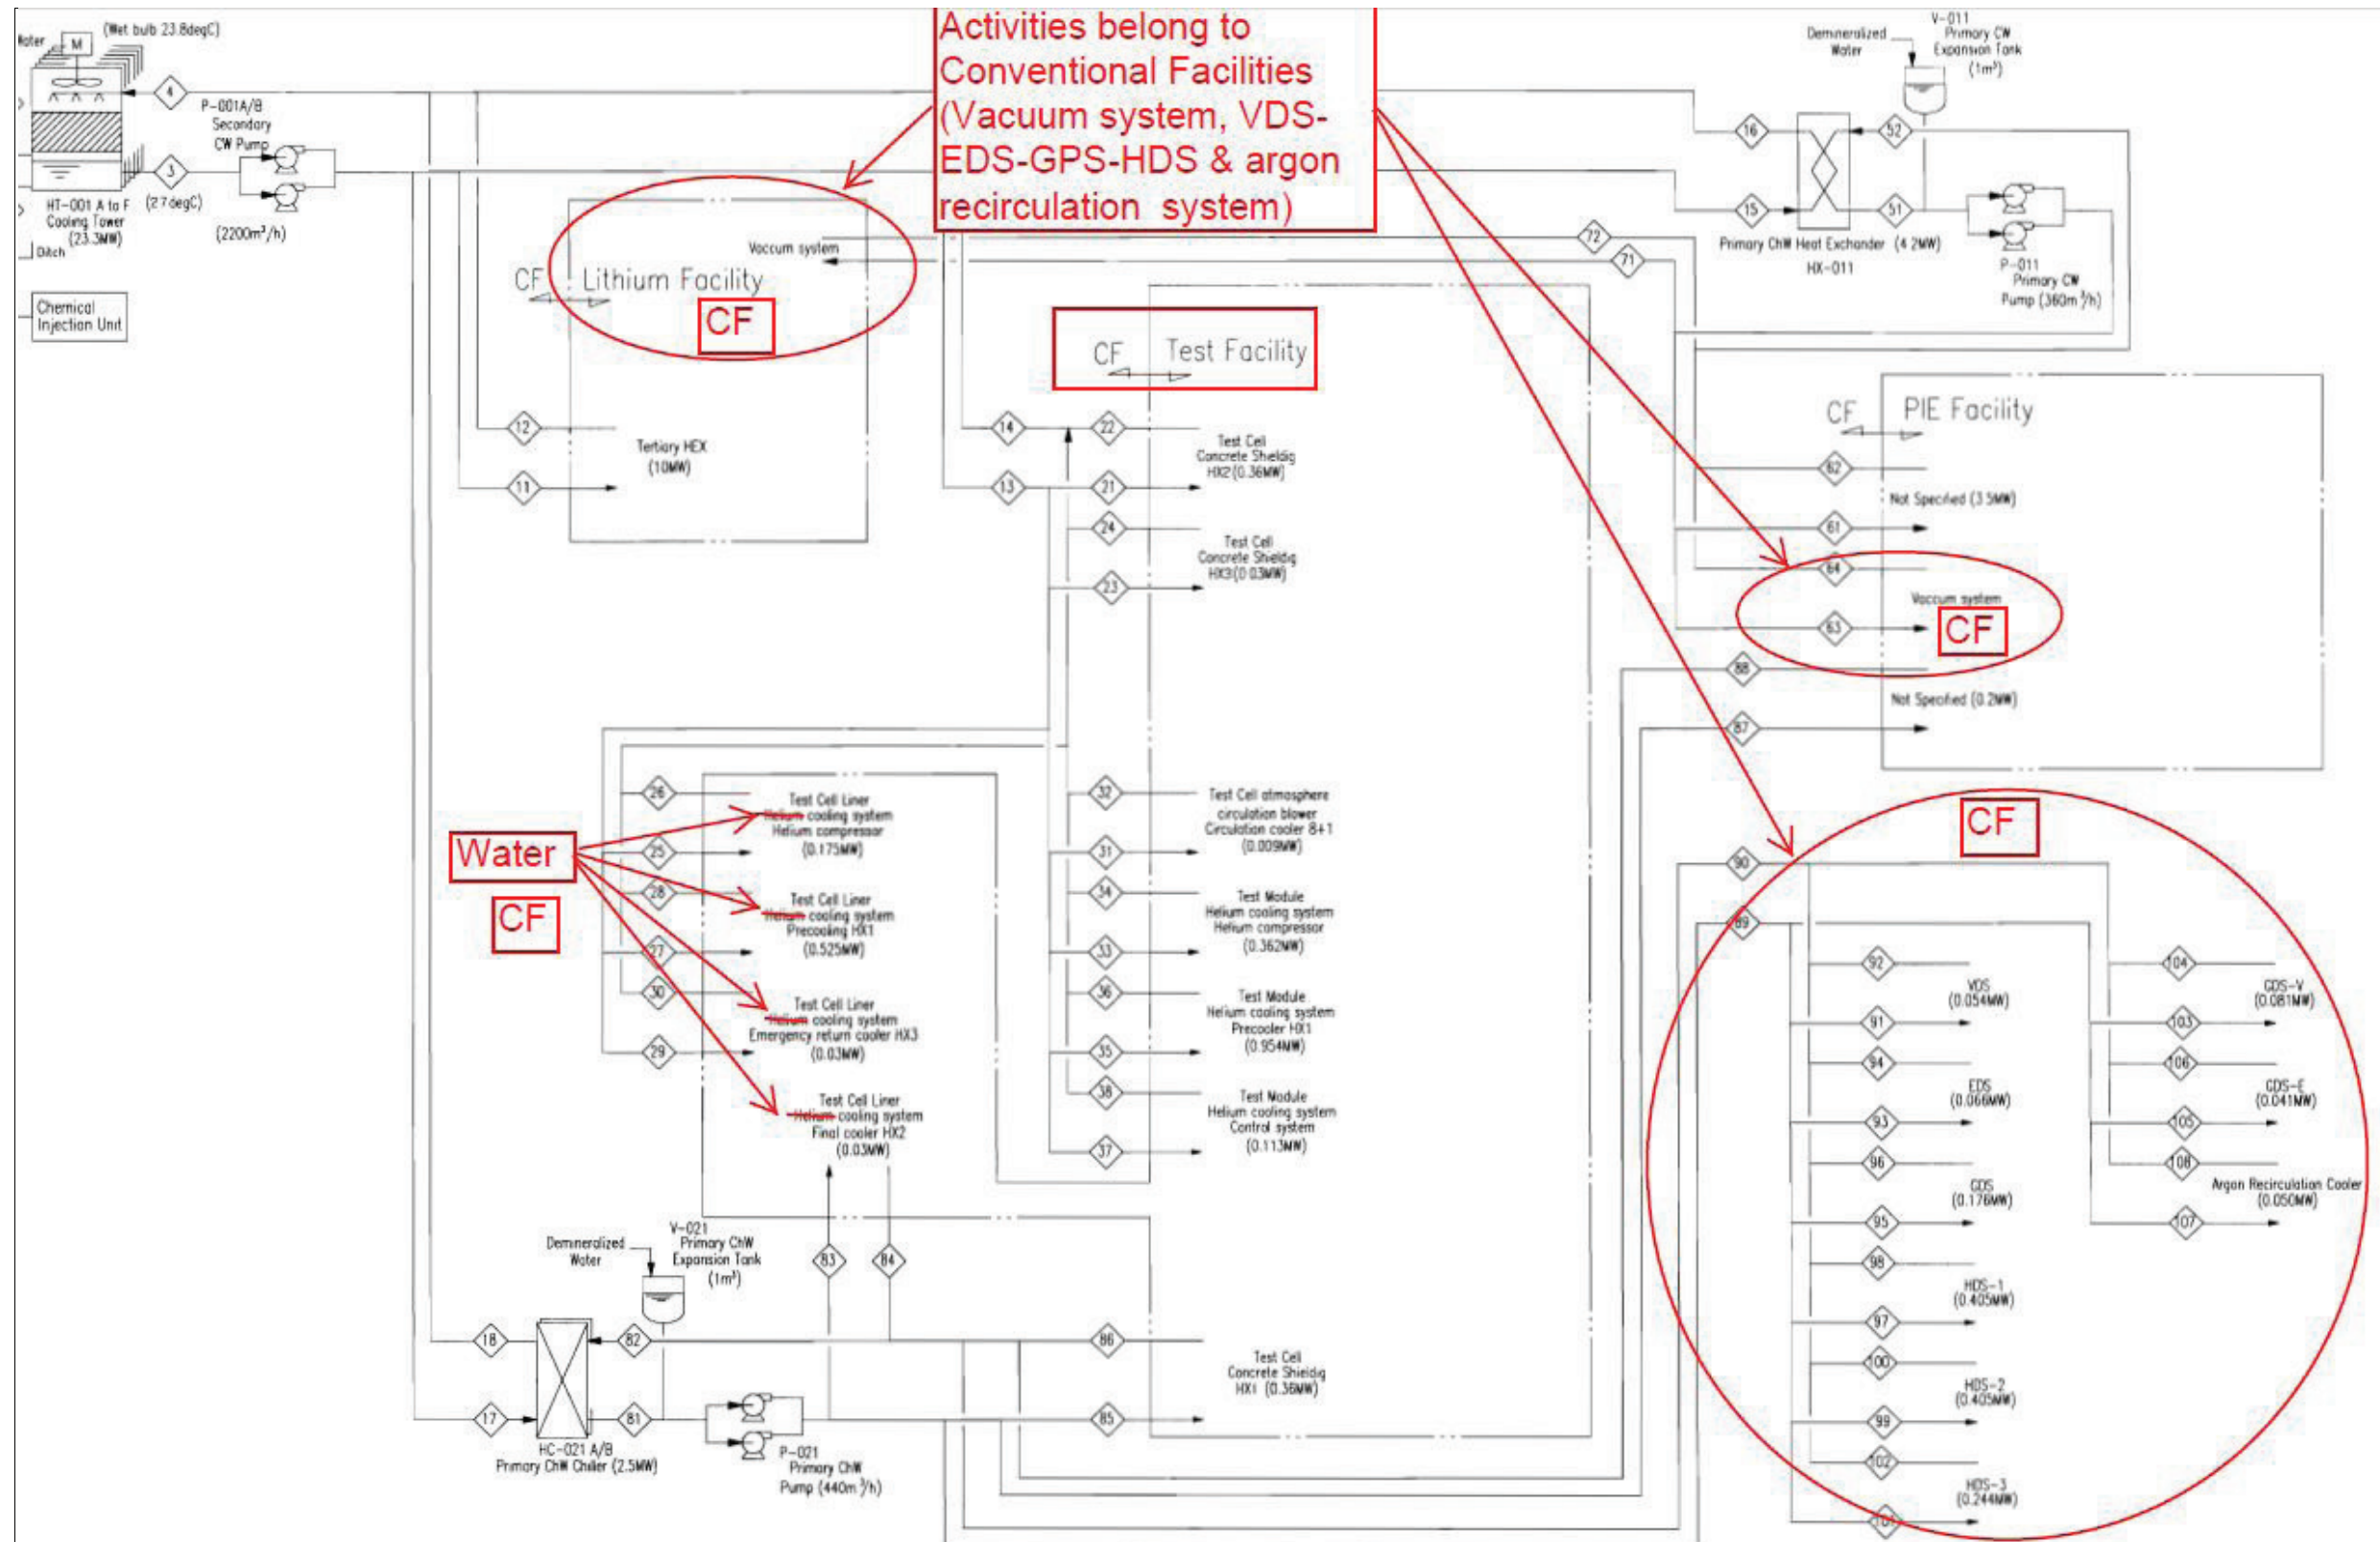 Water
M
(Wet bulb 23.8degC)
4
P-001A/B
Secondary
CW Pump
3
(27degC)
HT-001 A to F
Cooling Tower
(23.3MW)
(2200m³/h)
Ditch
Chemical
Injection Unit
Activities belong to
Conventional Facilities
(Vacuum system, VDS-
EDS-GPS-HDS & argon
recirculation system)
V-011
Primary CW
Expansion Tank
(1m³)
Demineralized
Water
16
52
15
51
Primary ChW Heat Exchander (4.2MW)
HX-011
P-011
Primary CW
Pump (360m³/h)
72
71
Vaccum system
CF
Lithium Facility
CF
12
Tertiary HEX
(10MW)
11
CF
Test Facility
14
22
Test Cell
Concrete Shieldig
HX2(0.36MW)
13
21
24
Test Cell
Concrete Shieldig
HX3(0.03MW)
23
CF
PIE Facility
62
Not Specified (3.5MW)
61
64
Vaccum system
CF
63
88
Not Specified (0.2MW)
87
Water
CF
26
Test Cell Liner
Helium cooling system
Helium compressor
(0.175MW)
25
28
Test Cell Liner
Helium cooling system
Precooling HX1
(0.525MW)
27
30
Test Cell Liner
Helium cooling system
Emergency return cooler HX3
(0.03MW)
29
Test Cell Liner
Helium cooling system
Final cooler HX2
(0.03MW)
32
Test Cell atmosphere
circulation blower
Circulation cooler 8+1
(0.009MW)
31
34
Test Module
Helium cooling system
Helium compressor
(0.362MW)
33
36
Test Module
Helium cooling system
Precooler HX1
(0.954MW)
35
38
Test Module
Helium cooling system
Control system
(0.113MW)
37
83
84
V-021
Primary ChW
Expansion Tank
(1m³)
Demineralized
Water
18
82
17
81
HC-021 A/B
Primary ChW Chiller (2.5MW)
P-021
Primary ChW
Pump (440m³/h)
86
Test Cell
Concrete Shieldig
HX1 (0.36MW)
85
CF
90
89
92
VDS
(0.054MW)
91
94
EDS
(0.066MW)
93
96
GDS
(0.176MW)
95
98
HDS-1
(0.405MW)
97
100
HDS-2
(0.405MW)
99
102
HDS-3
(0.244MW)
101
104
GDS-V
(0.081MW)
103
106
GDS-E
(0.041MW)
105
108
Argon Recirculation Cooler
(0.050MW)
107